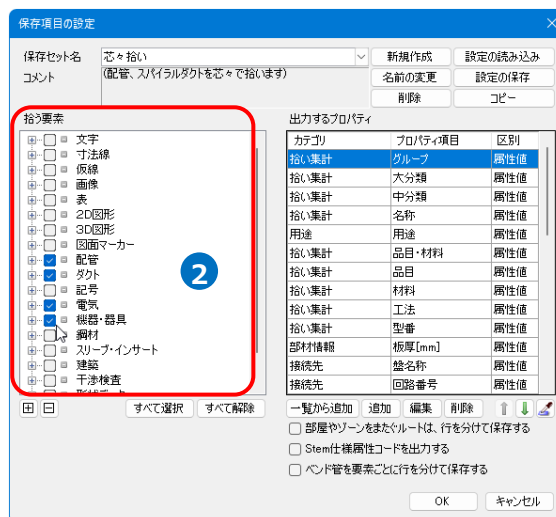 保存項目の設定
保存セット名 芯々拾い 新規作成 設定の読み込み
コメント (配管、スパイラルダクトを芯々で拾います) 名前の変更 設定の保存
削除 コピー
拾う要素
文字
寸法線
仮線
画像
表
2D図形
3D図形
図面マーカー
配管
ダクト
記号
電気
機器・器具
鋼材
スリーブ・インサート
建築
干渉検査
すべて選択 すべて解除
2
出力するプロパティ
カテゴリ プロパティ項目 区別
拾い集計 グループ 属性値
拾い集計 大分類 属性値
拾い集計 中分類 属性値
拾い集計 名称 属性値
用途 用途 属性値
拾い集計 品目・材料 属性値
拾い集計 品目 属性値
拾い集計 材料 属性値
拾い集計 工法 属性値
拾い集計 型番 属性値
部材情報 板厚[mm] 属性値
接続先 盤名称 属性値
接続先 回路番号 属性値
一覧から追加 追加 編集 削除
部屋やゾーンをまたぐルートは、行を分けて保存する
Stem仕様属性コードを出力する
ベンド管を要素ごとに行を分けて保存する
OK キャンセル